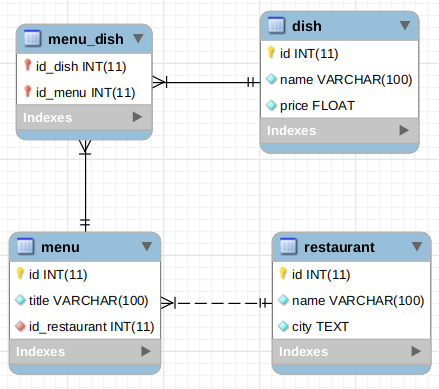 menu_dish
id_dish INT(11)
id_menu INT(11)
Indexes
dish
id INT(11)
name VARCHAR(100)
price FLOAT
Indexes
menu
id INT(11)
title VARCHAR(100)
id_restaurant INT(11)
Indexes
restaurant
id INT(11)
name VARCHAR(100)
city TEXT
Indexes